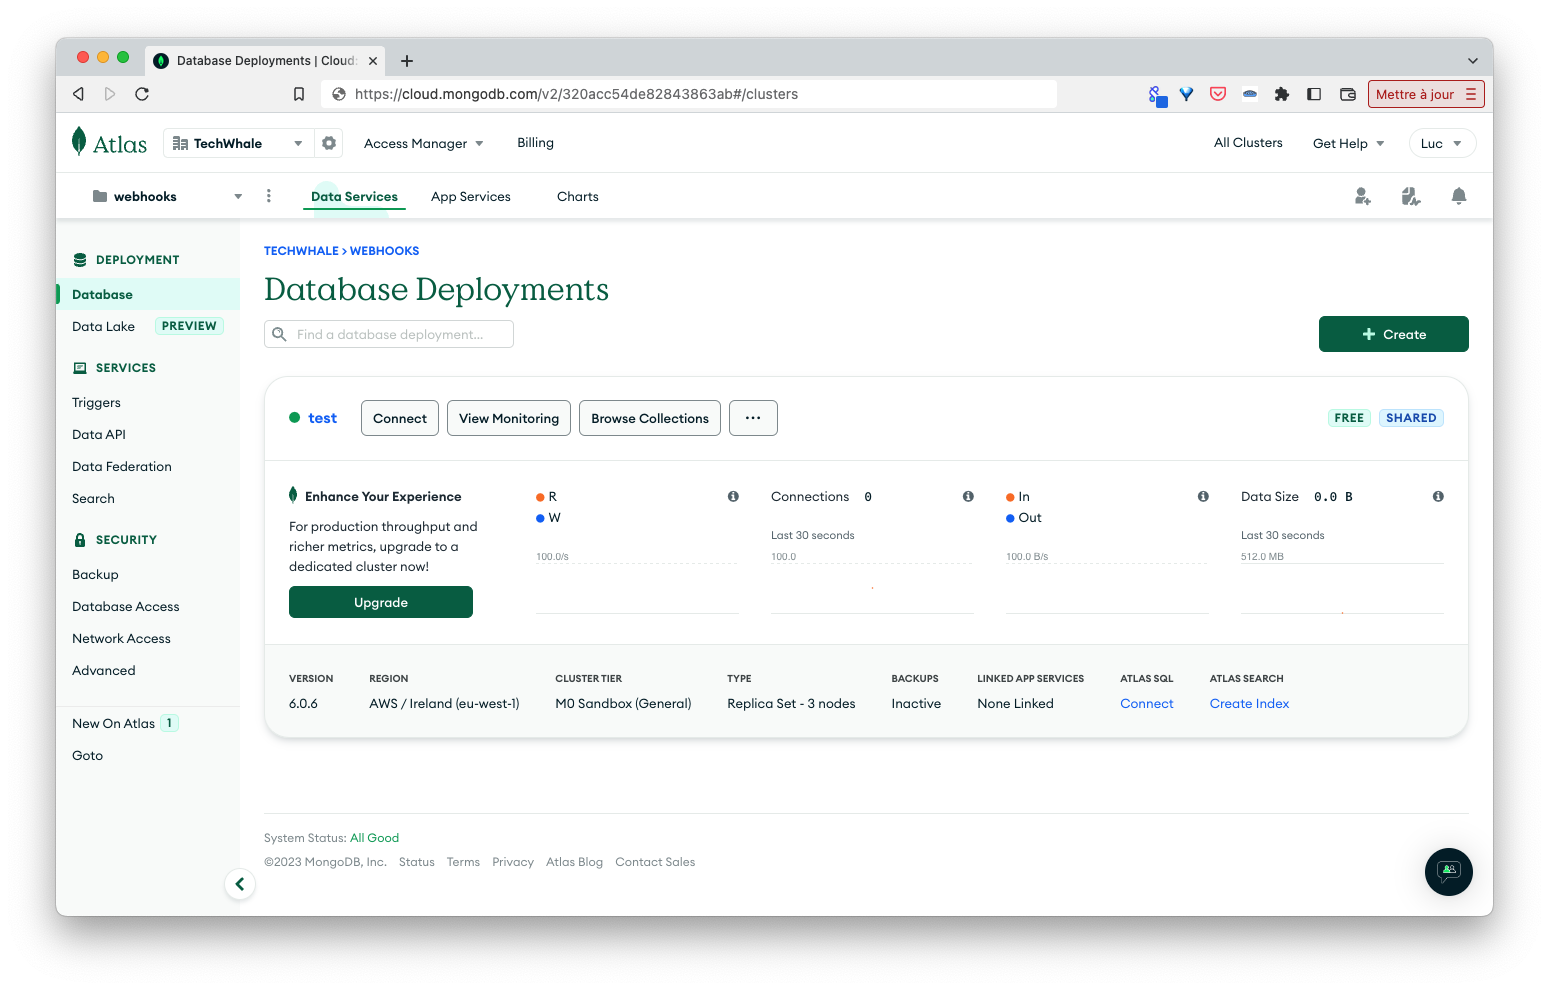 Database Deployments | Cloud:
https://cloud.mongodb.com/v2/320acc54de82843863ab#/clusters
Mettre à jour
Atlas
TechWhale
Access Manager
Billing
All Clusters
Get Help
Luc
webhooks
Data Services
App Services
Charts
DEPLOYMENT
Database
Data Lake PREVIEW
SERVICES
Triggers
Data API
Data Federation
Search
SECURITY
Backup
Database Access
Network Access
Advanced
New On Atlas 1
Goto
TECHWHALE > WEBHOOKS
Database Deployments
Find a database deployment...
+ Create
test
Connect
View Monitoring
Browse Collections
...
FREE
SHARED
Enhance Your Experience
For production throughput and
richer metrics, upgrade to a
dedicated cluster now!
Upgrade
R
W
100.0/s
Connections 0
Last 30 seconds
100.0
In
Out
100.0 B/s
Data Size 0.0 B
Last 30 seconds
512.0 MB
VERSION
6.0.6
REGION
AWS / Ireland (eu-west-1)
CLUSTER TIER
M0 Sandbox (General)
TYPE
Replica Set - 3 nodes
BACKUPS
Inactive
LINKED APP SERVICES
None Linked
ATLAS SQL
Connect
ATLAS SEARCH
Create Index
System Status: All Good
©2023 MongoDB, Inc. Status Terms Privacy Atlas Blog Contact Sales